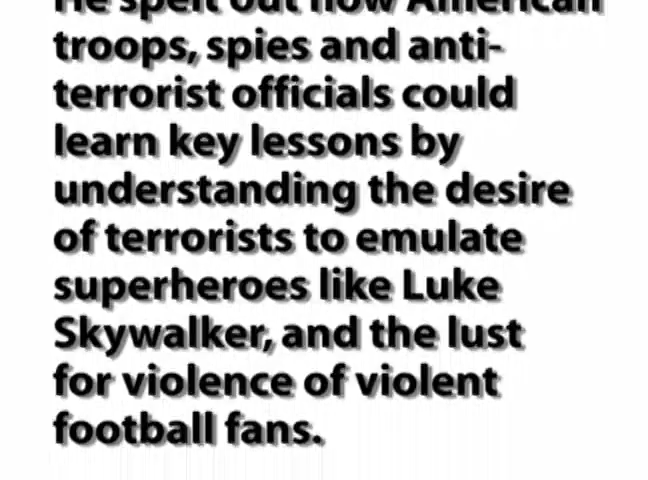 He spelt out how American
troops, spies and anti-
terrorist officials could
learn key lessons by
understanding the desire
of terrorists to emulate
superheroes like Luke
Skywalker, and the lust
for violence of violent
football fans.